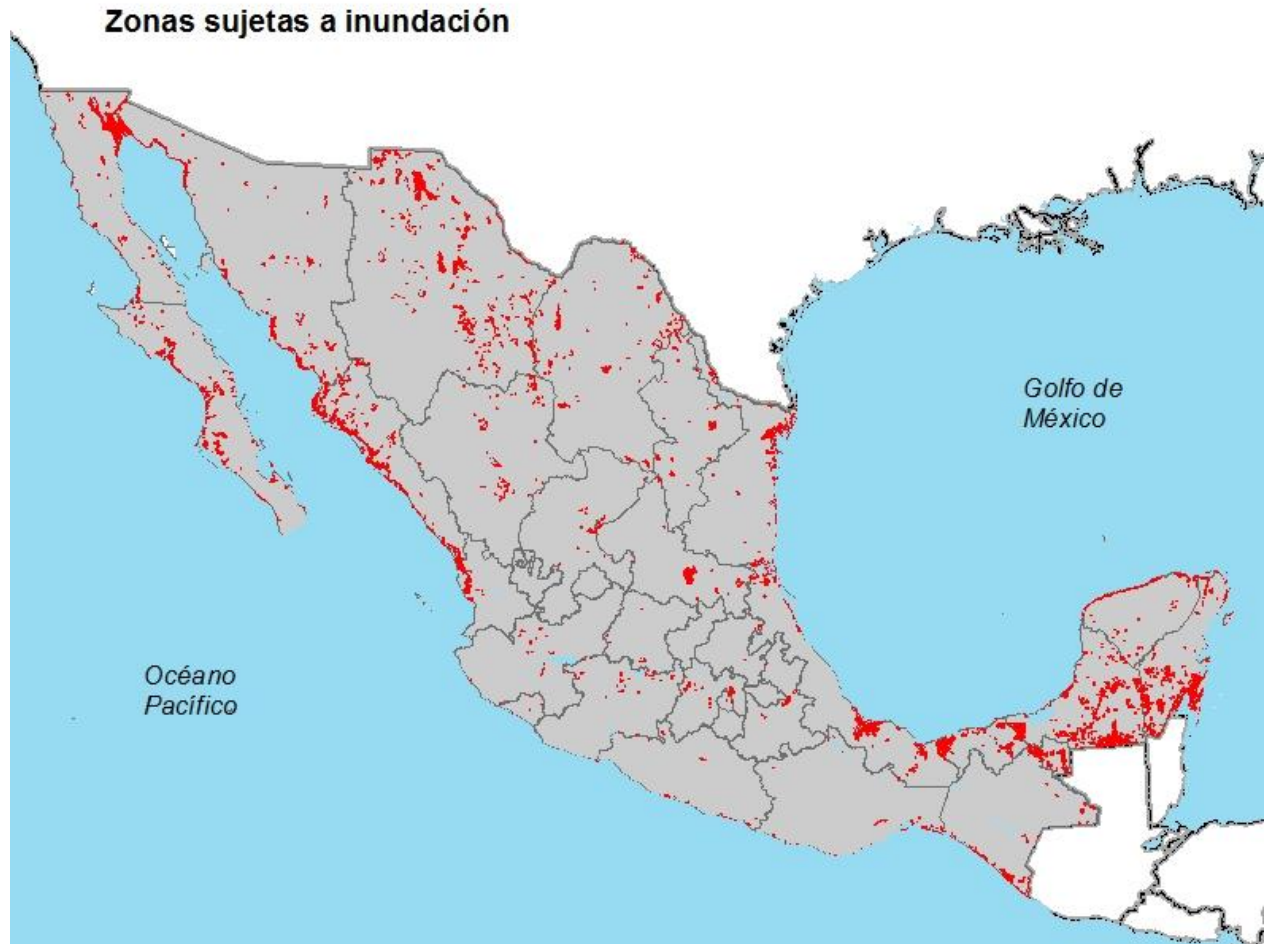 Zonas sujetas a inundación
Golfo de
México
Océano
Pacífico